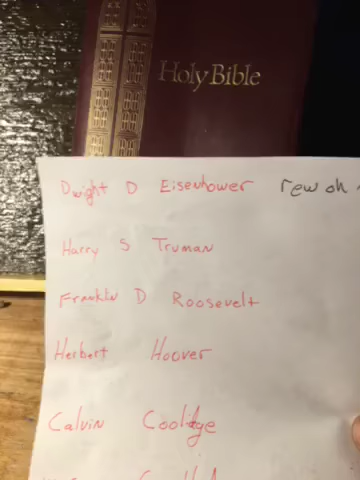 Holy Bible
Dwight D Eisenhower
Harry S Truman
Franklin D Roosevelt
Herbert Hoover
Calvin Coolidge